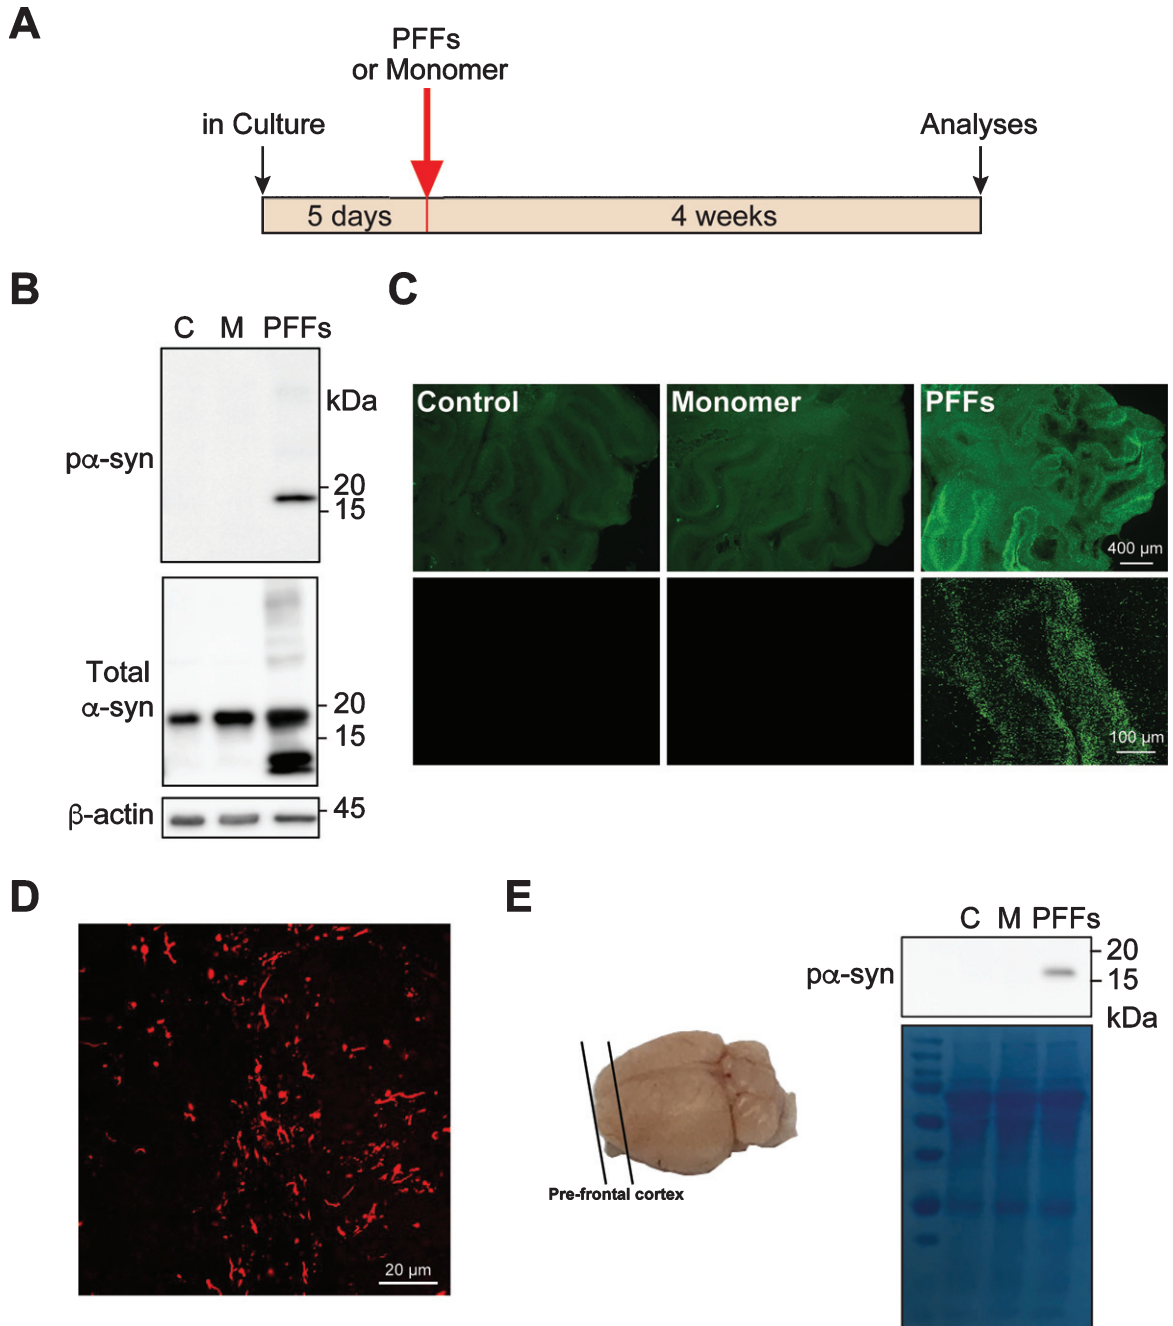 A
PFFs
or Monomer
in Culture
Analyses
5 days
4 weeks
B
C M PFFs
kDa
pα-syn
20
15
Total
α-syn
20
15
β-actin
45
C
Control
Monomer
PFFs
400 µm
100 µm
D
20 µm
E
Pre-frontal cortex
C M PFFs
pα-syn
20
15
kDa